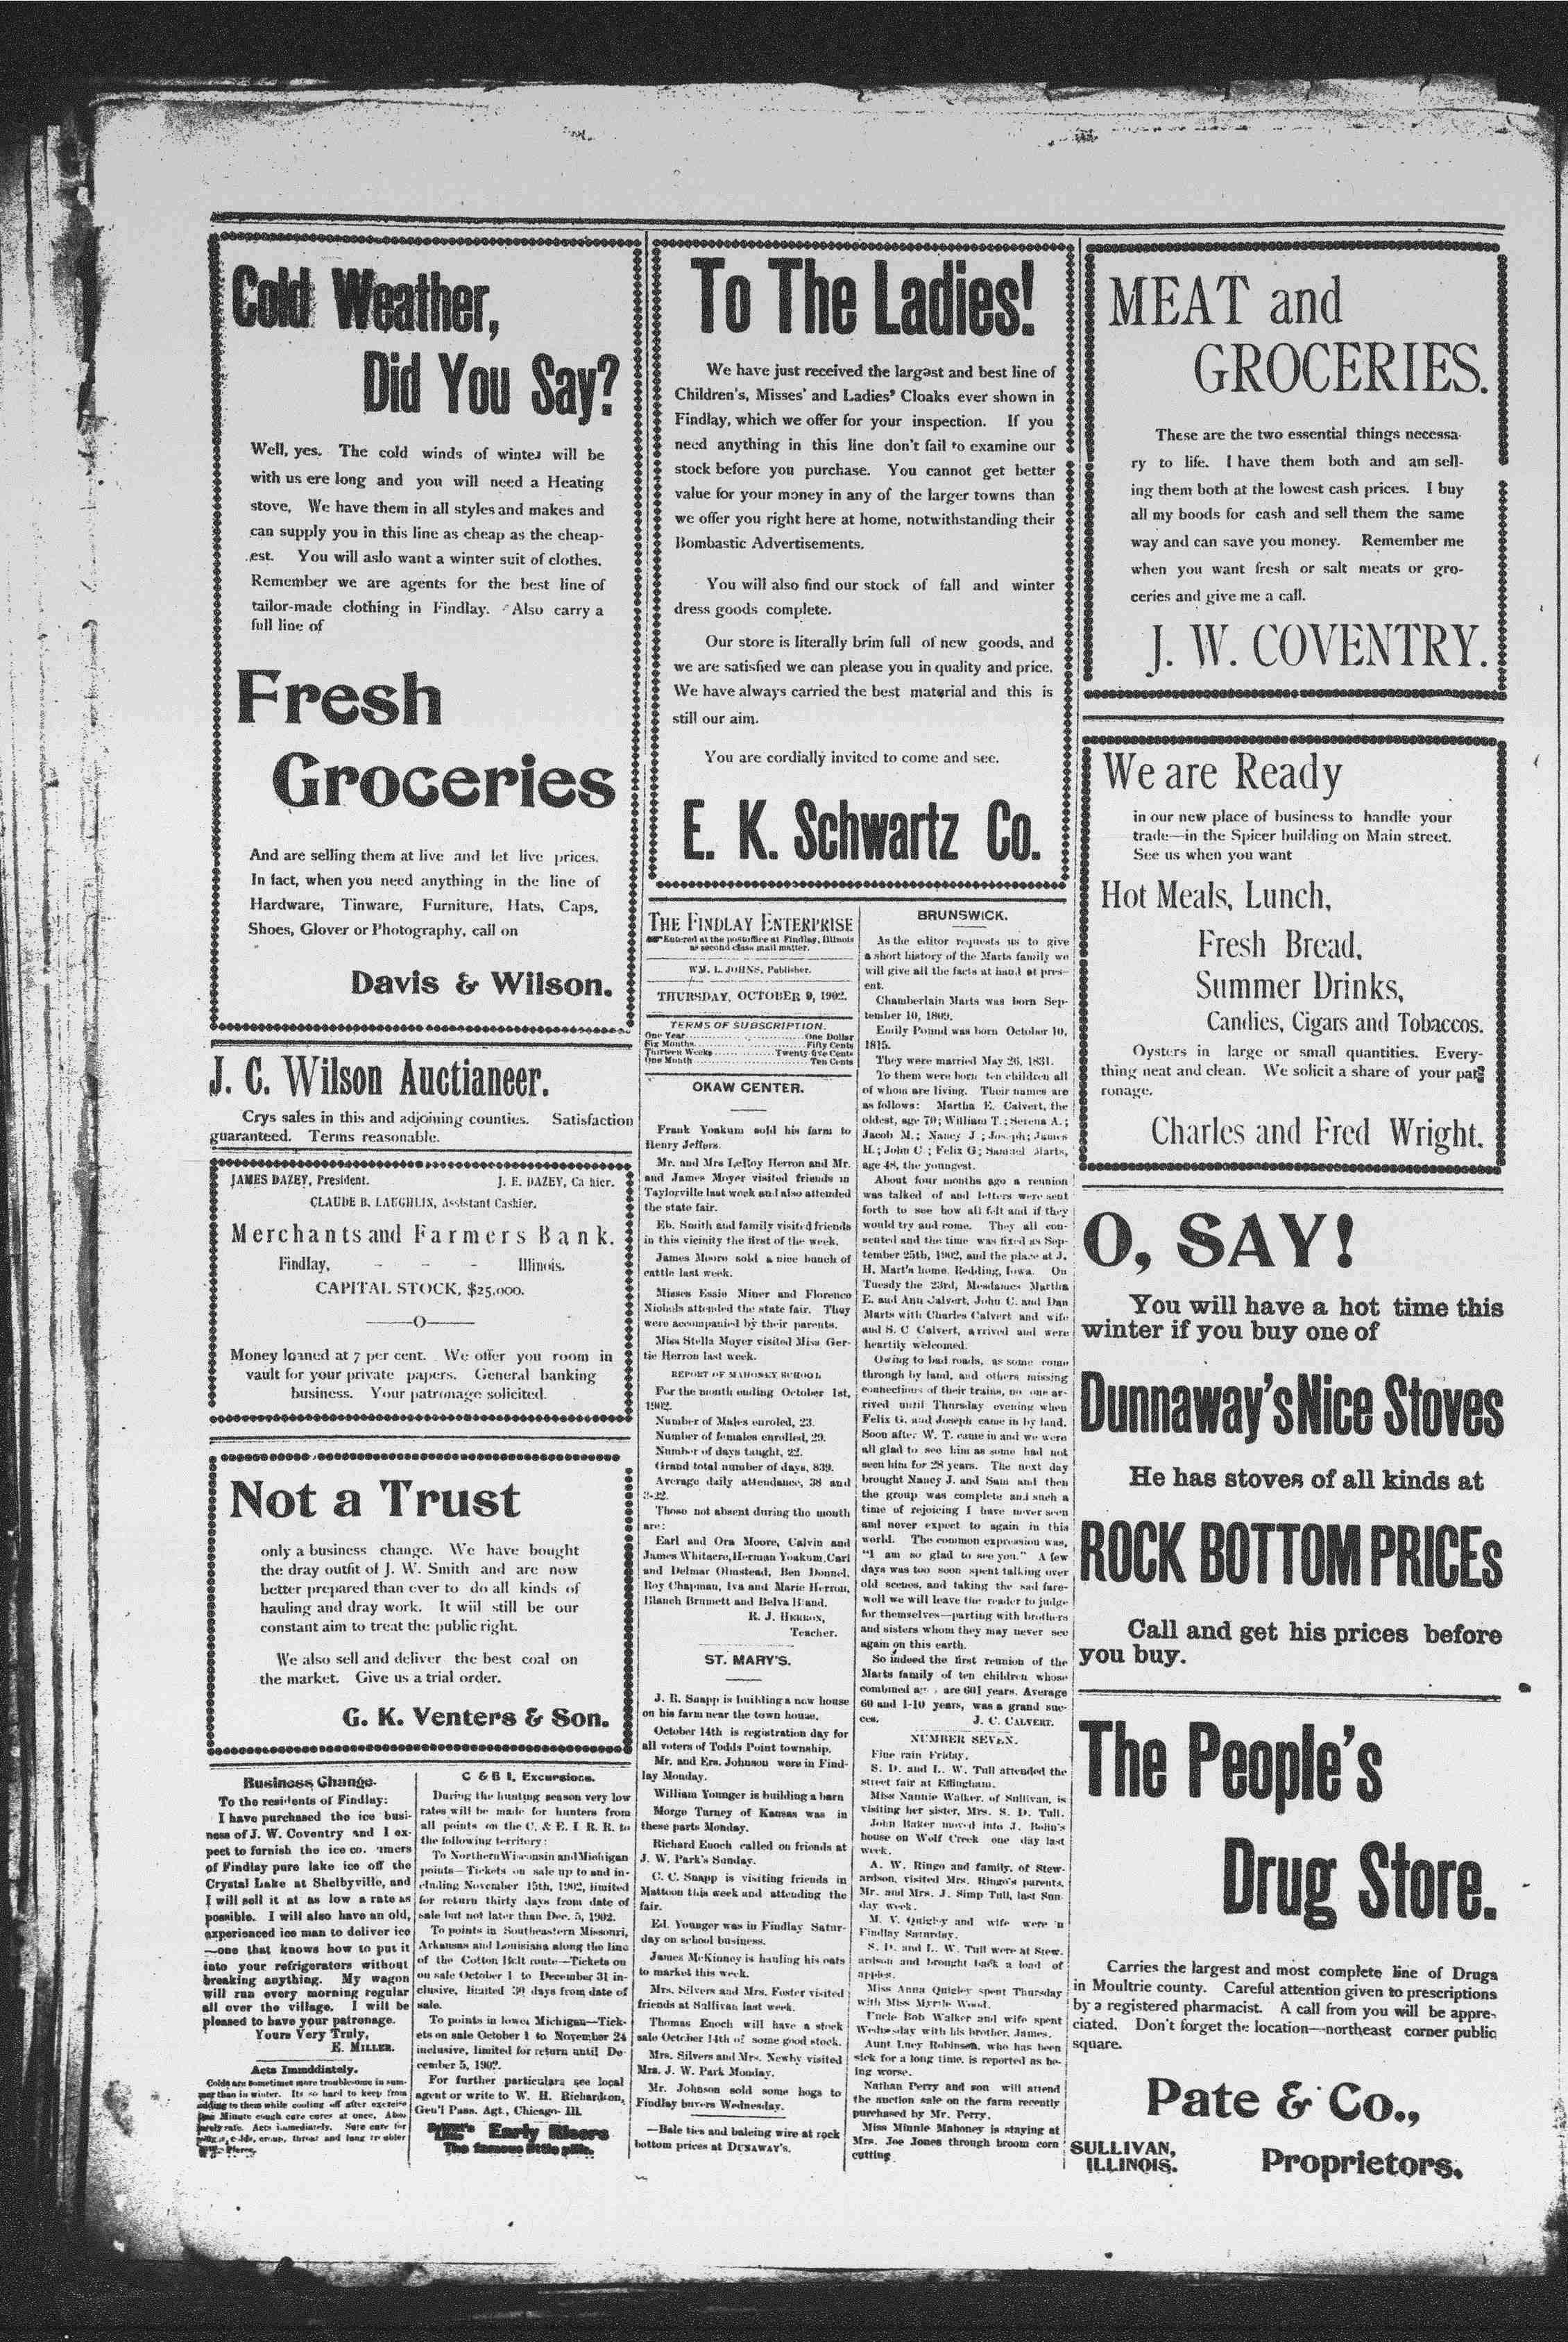 Cold Weather,
Did You Say?
Well, yes. The cold winds of winter will be
with us ere long and you will need a Heating
stove, We have them in all styles and makes and
can supply you in this line as cheap as the cheap-
est. You will aslo want a winter suit of clothes.
Remember we are agents for the best line of
tailor-made clothing in Findlay. Also carry a
full line of
Fresh
Groceries
And are selling them at live and let live prices.
In fact, when you need anything in the line of
Hardware, Tinware, Furniture, Hats, Caps,
Shoes, Glover or Photography, call on
Davis & Wilson.
J. C. Wilson Auctianeer.
Crys sales in this and adjoining counties. Satisfaction
guaranteed. Terms reasonable.
JAMES DAZEY, President. J. E. DAZEY, Ca hier.
CLAUDE B. LAUGHLIN, Assistant Cashier.
Merchants and Farmers Bank.
Findlay, - - - Illinois.
CAPITAL STOCK, $25,000.
—O—
Money loaned at 7 per cent. We offer you room in
vault for your private papers. General banking
business. Your patronage solicited.
Not a Trust
only a business change. We have bought
the dray outfit of J. W. Smith and are now
better prepared than ever to do all kinds of
hauling and dray work. It wiil still be our
constant aim to treat the public right.
We also sell and deliver the best coal on
the market. Give us a trial order.
G. K. Venters & Son.
Business Change.
To the residents of Findlay:
I have purchased the ice busi-
ness of J. W. Coventry and I ex-
pect to furnish the ice co. umers
of Findlay pure lake ice off the
Crystal Lake at Shelbyville, and
I will sell it at as low a rate as
possible. I will also have an old,
experienced ice man to deliver ice
—one that knows how to put it
into your refrigerators without
breaking anything. My wagon
will run every morning regular
all over the village. I will be
pleased to have your patronage.
Yours Very Truly,
E. MILLER.
Acts Immddiately.
Colds are sometimes more troublesome in sum-
mer than in winter. Its so hard to keep from
adding to them while cooling off after exercise
One Minute cough cure cures at once, Abso
lutely safe. Acts immediately. Sure cure for
croup, throat and lung
C & E I, Excursions.
During the hunting season very low
rates will be made for hunters from
all points on the C. & E. I. R. R. to
the following territory:
To Northern Wisconsin and Michigan
points—Tickets on sale up to and in-
cluding November 15th, 1902, limited
for return thirty days from date of
sale but not later than Dec. 5, 1902.
To points in Southeastern Missouri,
Arkansas and Louisiana along the line
of the Cotton Belt route—Tickets on
on sale October 1 to December 31 in-
clusive, limited 30 days from date of
sale.
To points in lower Michigan—Tick-
ets on sale October 1 to November 24
inclusive, limited for return until De-
cember 5, 1902.
For further particulars see local
agent or write to W. H. Richardson,
Gen'l Pass. Agt., Chicago- Ill.
Early Risers
The famous little pills.
To The Ladies!
We have just received the largest and best line of
Children's, Misses' and Ladies' Cloaks ever shown in
Findlay, which we offer for your inspection. If you
need anything in this line don't fail to examine our
stock before you purchase. You cannot get better
value for your money in any of the larger towns than
we offer you right here at home, notwithstanding their
Bombastic Advertisements.
You will also find our stock of fall and winter
dress goods complete.
Our store is literally brim full of new goods, and
we are satisfied we can please you in quality and price.
We have always carried the best material and this is
still our aim.
You are cordially invited to come and see.
E. K. Schwartz Co.
THE FINDLAY ENTERPRISE
Entered at the postoffice at Findlay, Illinois
as second class mail matter.
WM. L. JOHNS, Publisher.
THURSDAY, OCTOBER 9, 1902.
TERMS OF SUBSCRIPTION.
One Year..........One Dollar
Six Months..........Fifty Cents
Thirteen Weeks..........Twenty-five Cents
One Month..........Ten Cents
OKAW CENTER.
Frank Yoakum sold his farm to
Henry Jeffers.
Mr. and Mrs LeRoy Herron and Mr.
and James Moyer visited friends in
Taylorville last week and also attended
the state fair.
Eb. Smith and family visited friends
in this vicinity the first of the week.
James Moore sold a nice bunch of
cattle last week.
Misses Essie Miner and Florence
Nichols attended the state fair. They
were accompanied by their parents.
Miss Stella Moyer visited Miss Ger-
tie Herron last week.
REPORT OF MAHONEY SCHOOL
For the month ending October 1st,
1902.
Number of Males enroled, 23.
Number of females enrolled, 29.
Number of days taught, 22.
Grand total number of days, 839.
Average daily attendance, 38 and
3-22.
Those not absent during the month
are:
Earl and Ora Moore, Calvin and
James Whitacre, Herman Yoakum, Carl
and Delmar Olmstead, Ben Donnel,
Roy Chapman, Iva and Marie Herron,
Blanch Brumett and Belva Bland.
R. J. HERRON,
Teacher.
ST. MARY'S.
J. R. Snapp is building a new house
on his farm near the town house.
October 14th is registration day for
all voters of Todds Point township.
Mr. and Ers. Johnson were in Find-
lay Monday.
William Younger is building a barn
Morge Turney of Kansas was in
these parts Monday.
Richard Enoch called on friends at
J. W. Park's Sunday.
C. C. Snapp is visiting friends in
Mattoon this week and attending the
fair.
Ed. Younger was in Findlay Satur-
day on school business.
James McKinney is hauling his oats
to market this week.
Mrs. Silvers and Mrs. Foster visited
friends at Sullivan last week.
Thomas Enoch will have a stock
sale October 14th of some good stock.
Mrs. Silvers and Mrs. Newby visited
Mrs. J. W. Park Monday.
Mr. Johnson sold some hogs to
Findlay buyers Wednesday.
—Bale ties and baleing wire at rock
bottom prices at DUNAWAY'S.
BRUNSWICK.
As the editor requests us to give
a short history of the Marts family we
will give all the facts at hand at pres-
ent.
Chamberlain Marts was born Sep-
tember 10, 1809.
Emily Pound was born October 10,
1815.
They were married May 26, 1831.
To them were born ten children all
of whom are living. Their names are
as follows: Martha E. Calvert, the
oldest, age 70; William T.; Serena A.;
Jacob M.; Nancy J.; Joseph; James
H.; John C.; Felix G; Samuel Marts,
age 48, the youngest.
About four months ago a reunion
was talked of and letters were sent
forth to see how all felt and if they
would try and come. They all con-
sented and the time was fixed as Sep-
tember 25th, 1902, and the place at J.
H. Mart's home, Redding, Iowa. On
Tuesdy the 23rd, Mesdames Martha
E. and Ann Calvert, John C. and Dan
Marts with Charles Calvert and wife
and S. C Calvert, arrived and were
heartily welcomed.
Owing to bad roads, as some come
through by land, and others missing
connections of their trains, no one ar-
rived until Thursday evening when
Felix G. and Joseph came in by land.
Soon after W. T. came in and we were
all glad to see him as some had not
seen him for 28 years. The next day
brought Nancy J. and Sam and then
the group was complete and such a
time of rejoicing I have never seen
and never expect to again in this
world. The common expression was,
"I am so glad to see you." A few
days was too soon spent talking over
old scenes, and taking the sad fare-
well we will leave the reader to judge
for themselves—parting with brothers
and sisters whom they may never see
again on this earth.
So indeed the first reunion of the
Marts family of ten children whose
combined are 601 years. Average
60 and 1-10 years, was a grand suc-
ces. J. C. CALVERT.
NUMBER SEVEN.
Fine rain Friday.
S. D. and L. W. Tull attended the
street fair at Effingham.
Miss Nannie Walker, of Sullivan, is
visiting her sister, Mrs. S. D. Tull.
John Baker moved into J. Bolin's
house on Wolf Creek one day last
week.
A. W. Ringo and family, of Stew-
ardson, visited Mrs. Ringo's parents,
Mr. and Mrs. J. Simp Tull, last Sun
day week.
M. V. Quigley and wife were 'n
Findlay Saturday.
S. D. and L. W. Tull were at Stew-
ardson and brought back a load of
apples.
Miss Anna Quigley spent Thursday
with Miss Myrtle Wood.
Uncle Bob Walker and wife spent
Wednesday with his brother, James.
Aunt Lucy Robinson, who has been
sick for a long time, is reported as be-
ing worse.
Nathan Perry and son will attend
the auction sale on the farm recently
purchased by Mr. Perry.
Miss Minnie Mahoney is staying at
Mrs. Joe Jones through broom corn
cutting.
MEAT and
GROCERIES.
These are the two essential things necessa-
ry to life. I have them both and am sell-
ing them both at the lowest cash prices. I buy
all my boods for cash and sell them the same
way and can save you money. Remember me
when you want fresh or salt meats or gro-
ceries and give me a call.
J. W. COVENTRY.
We are Ready
in our new place of business to handle your
trade—in the Spicer building on Main street.
See us when you want
Hot Meals, Lunch,
Fresh Bread,
Summer Drinks,
Candies, Cigars and Tobaccos.
Oysters in large or small quantities. Every-
thing neat and clean. We solicit a share of your pat-
ronage.
Charles and Fred Wright.
O, SAY!
You will have a hot time this
winter if you buy one of
Dunnaway's Nice Stoves
He has stoves of all kinds at
ROCK BOTTOM PRICEs
Call and get his prices before
you buy.
The People's
Drug Store.
Carries the largest and most complete line of Drugs
in Moultrie county. Careful attention given to prescriptions
by a registered pharmacist. A call from you will be appre-
ciated. Don't forget the location—northeast corner public
square.
Pate & Co.,
SULLIVAN,
ILLINOIS.
Proprietors.